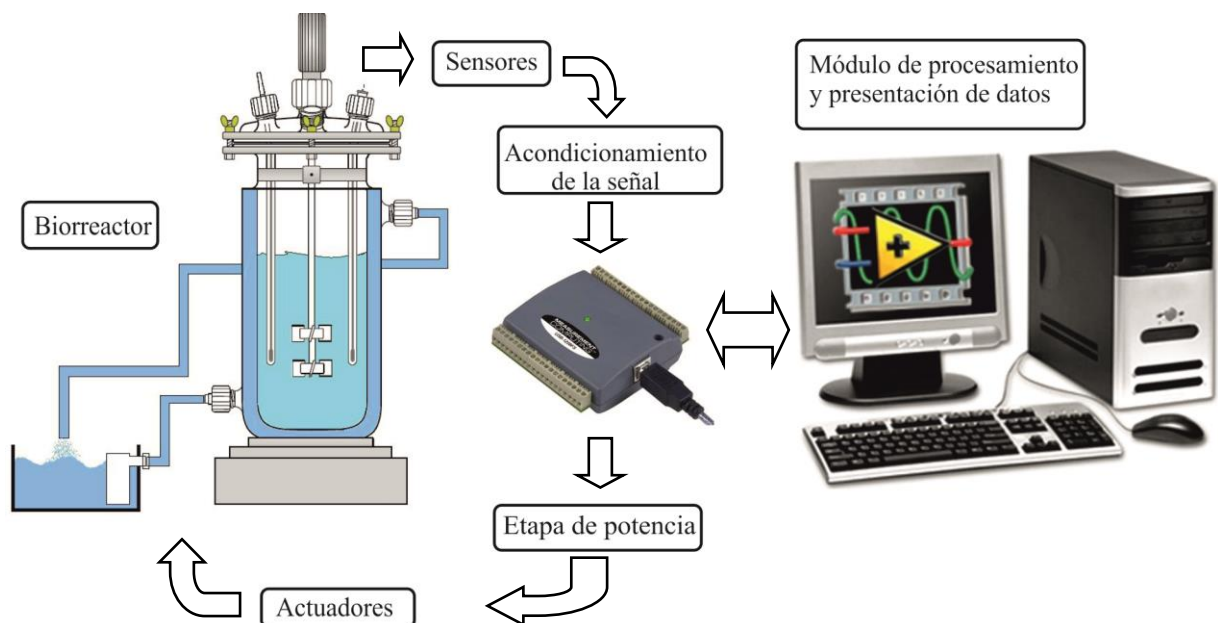 Sensores
Módulo de procesamiento
y presentación de datos
Acondicionamiento
de la señal
Biorreactor
Etapa de potencia
Actuadores